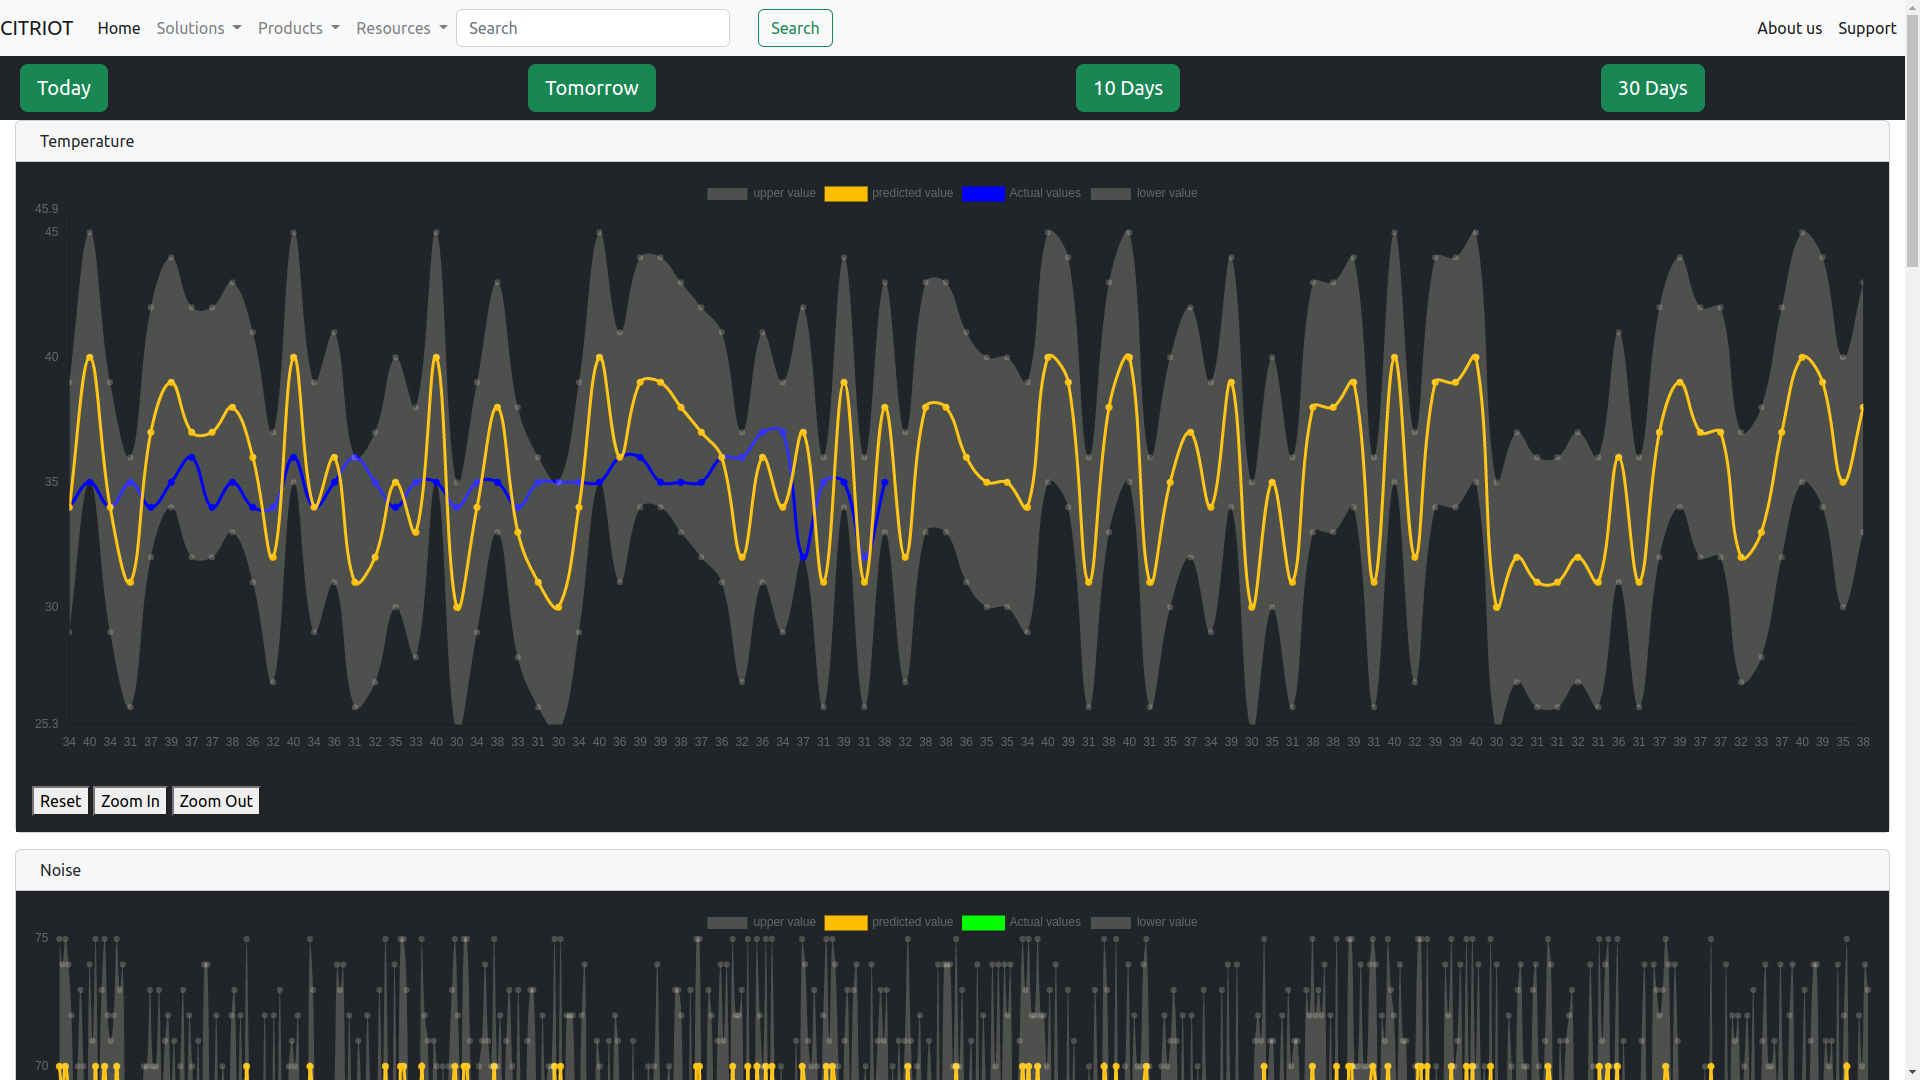 CITRIOT Home Solutions Products Resources Search Search About us Support
Today Tomorrow 10 Days 30 Days
Temperature
upper value predicted value Actual values lower value
45.9
45
40
35
30
25.3
34 40 34 31 37 39 37 37 38 36 32 40 34 36 31 32 35 33 40 30 34 38 33 31 30 34 40 36 39 39 38 37 36 32 36 34 37 31 39 31 38 32 38 38 36 35 35 34 40 39 31 38 40 31 35 37 34 39 30 35 31 38 38 39 31 40 32 39 39 40 30 32 31 31 32 31 36 31 37 39 37 37 32 33 37 40 39 35 38
Reset Zoom In Zoom Out
Noise
upper value predicted value Actual values lower value
75
70